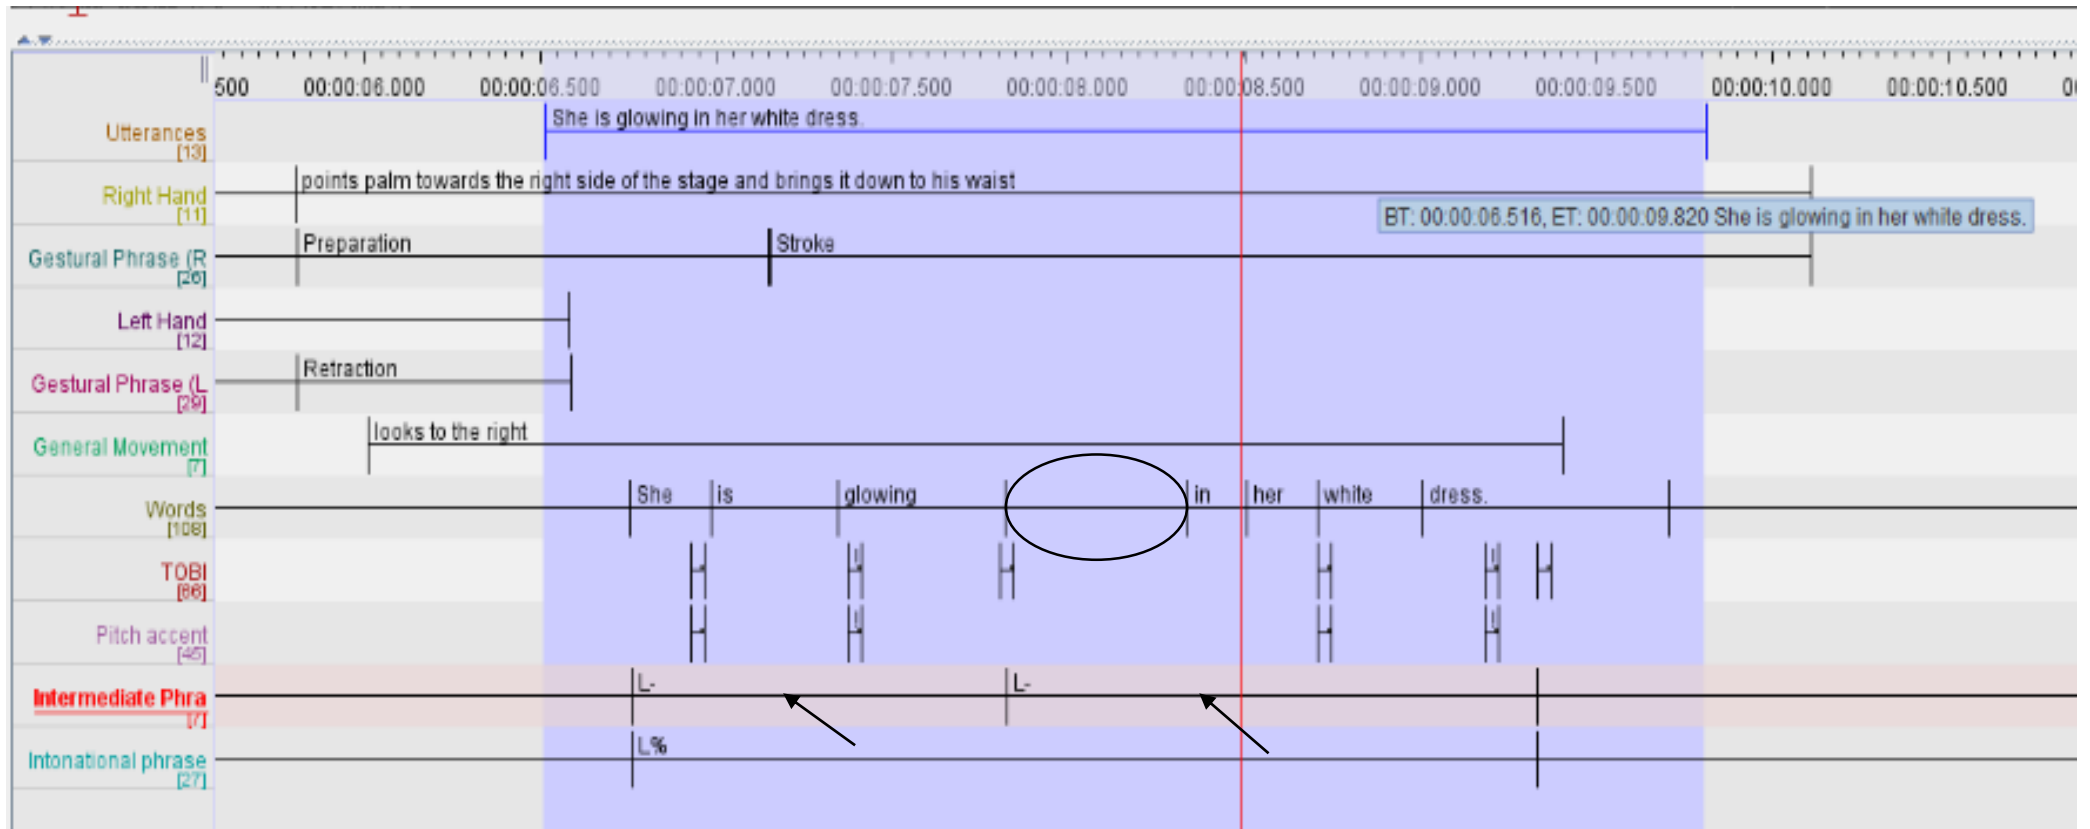 500 00:00:06.000 00:00:06.500 00:00:07.000 00:00:07.500 00:00:08.000 00:00:08.500 00:00:09.000 00:00:09.500 00:00:10.000 00:00:10.500
Utterances She is glowing in her white dress.
[13]
Right Hand points palm towards the right side of the stage and brings it down to his waist
[11]
BT: 00:00:06.516, ET: 00:00:09.820 She is glowing in her white dress.
Gestural Phrase (R Preparation Stroke
[26]
Left Hand
[12]
Gestural Phrase (L Retraction
[29]
General Movement looks to the right
[7]
Words She is glowing in her white dress.
[108]
TOBI
Pitch accent
Intermediate Phra L- L-
[7]
Intonational phrase L%
[27]